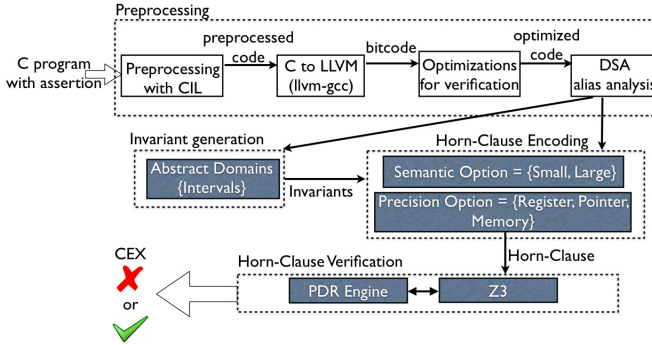 Preprocessing
C program
with assertion
Preprocessing
with CIL
preprocessed
code
C to LLVM
(llvm-gcc)
bitcode
Optimizations
for verification
optimized
code
DSA
alias analysis
Invariant generation
Abstract Domains
{Intervals}
Invariants
Horn-Clause Encoding
Semantic Option = {Small, Large}
Precision Option = {Register, Pointer,
Memory}
Horn-Clause
Horn-Clause Verification
PDR Engine
Z3
CEX
or